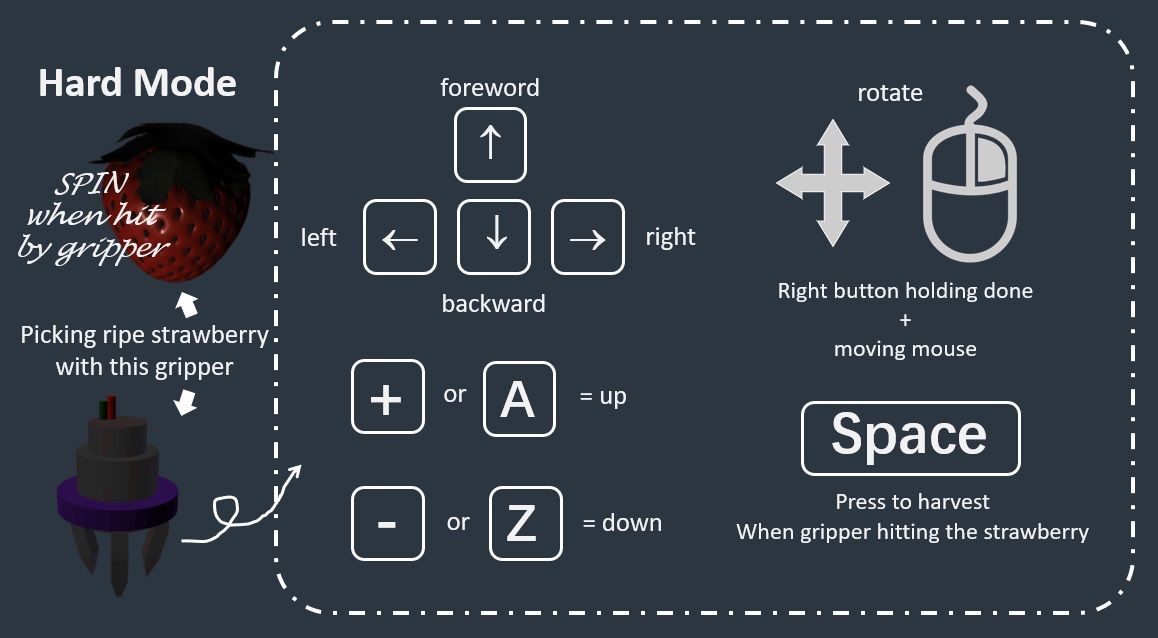 Hard Mode
SPIN
when hit
by gripper
Picking ripe strawberry
with this gripper
foreword
↑
left ← ↓ → right
backward
+ or A = up
- or Z = down
rotate
Right button holding done
+
moving mouse
Space
Press to harvest
When gripper hitting the strawberry